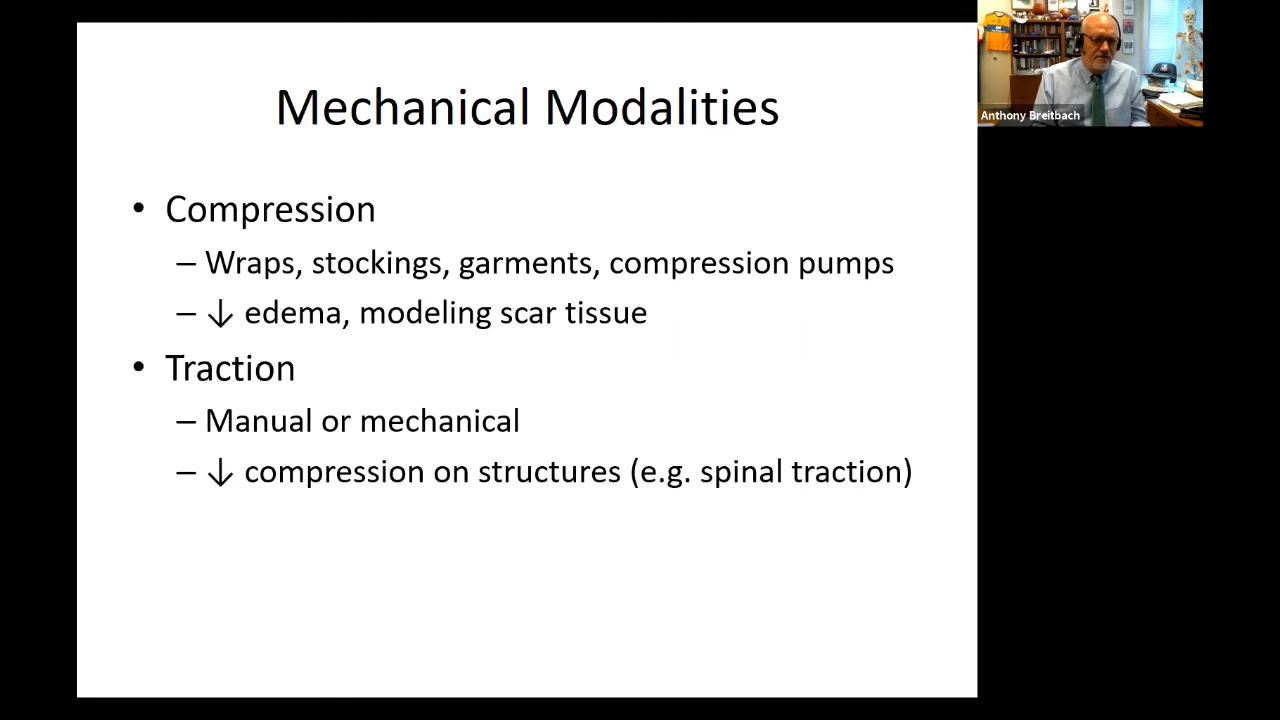 Mechanical Modalities
• Compression
– Wraps, stockings, garments, compression pumps
– ↓ edema, modeling scar tissue
• Traction
– Manual or mechanical
– ↓ compression on structures (e.g. spinal traction)
Anthony Breitbach